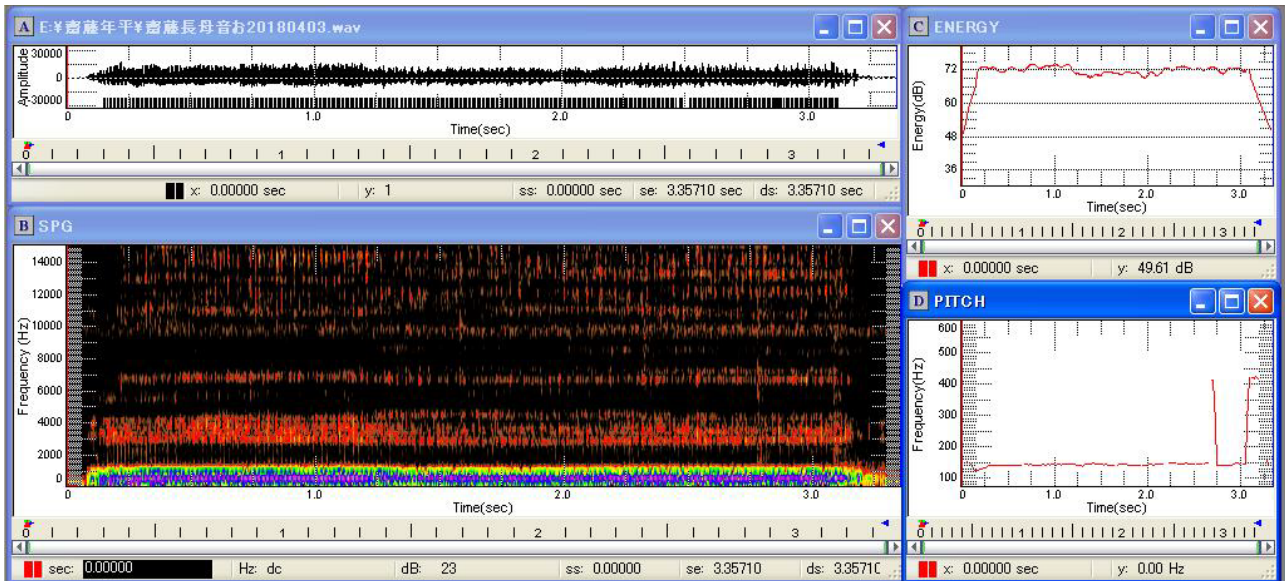 A E:¥齋藤年平¥齋藤長母音お20180403.wav
Amplitude
30000
0
-30000
0 1.0 2.0 3.0
Time(sec)
0 1 2 3
x: 0.00000 sec y: 1 ss: 0.00000 sec se: 3.35710 sec ds: 3.35710 sec
B SPG
Frequency (Hz)
14000
12000
10000
8000
6000
4000
2000
0
0 1.0 2.0 3.0
Time(sec)
0 1 2 3
sec: 0.00000 Hz: dc dB: 23 ss: 0.00000 se: 3.35710 ds: 3.35710
C ENERGY
Energy(dB)
72
60
48
36
0 1.0 2.0 3.0
Time(sec)
0 1 2 3
x: 0.00000 sec y: 49.61 dB
D PITCH
Frequency(Hz)
600
500
400
300
200
100
0 1.0 2.0 3.0
Time(sec)
0 1 2 3
x: 0.00000 sec y: 0.00 Hz